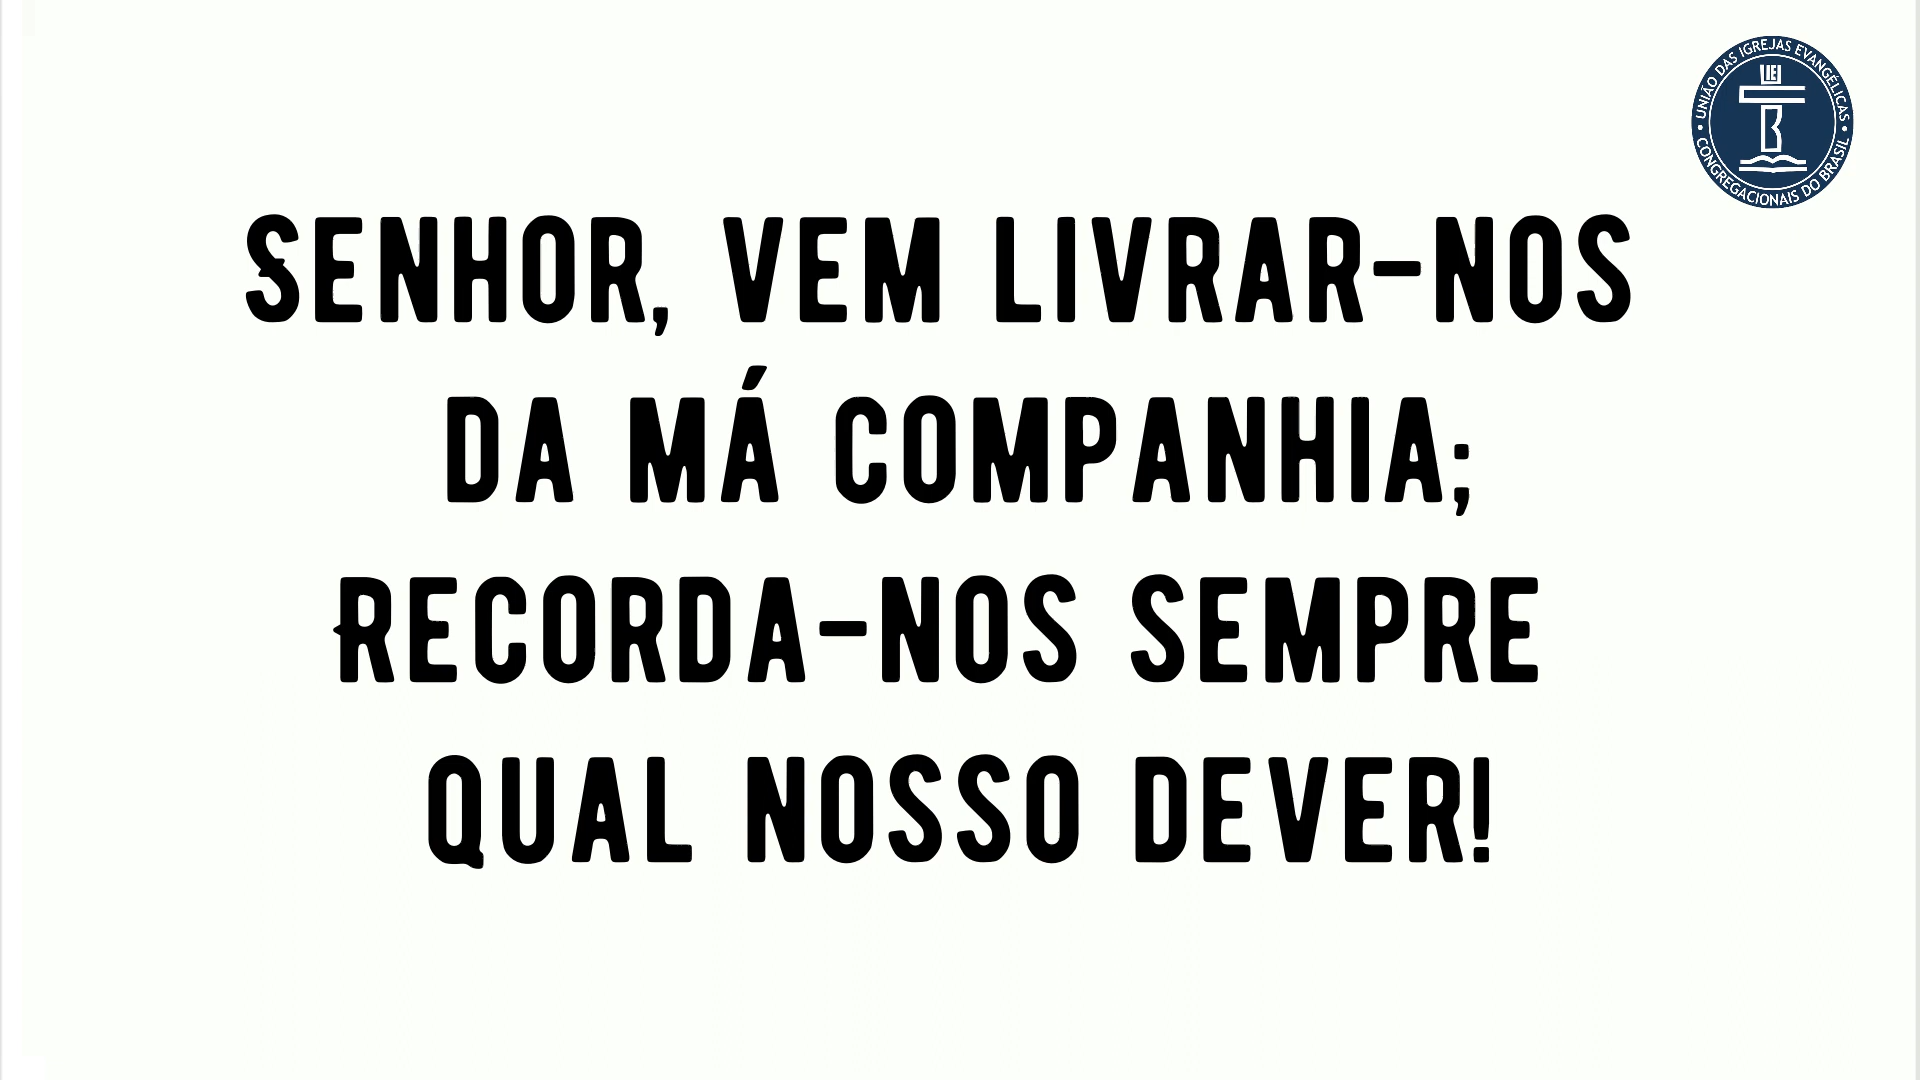 SENHOR, VEM LIVRAR-NOS
DA MÁ COMPANHIA;
RECORDA-NOS SEMPRE
QUAL NOSSO DEVER!
• UNIÃO DAS IGREJAS EVANGÉLICAS •
CONGREGACIONAIS DO BRASIL